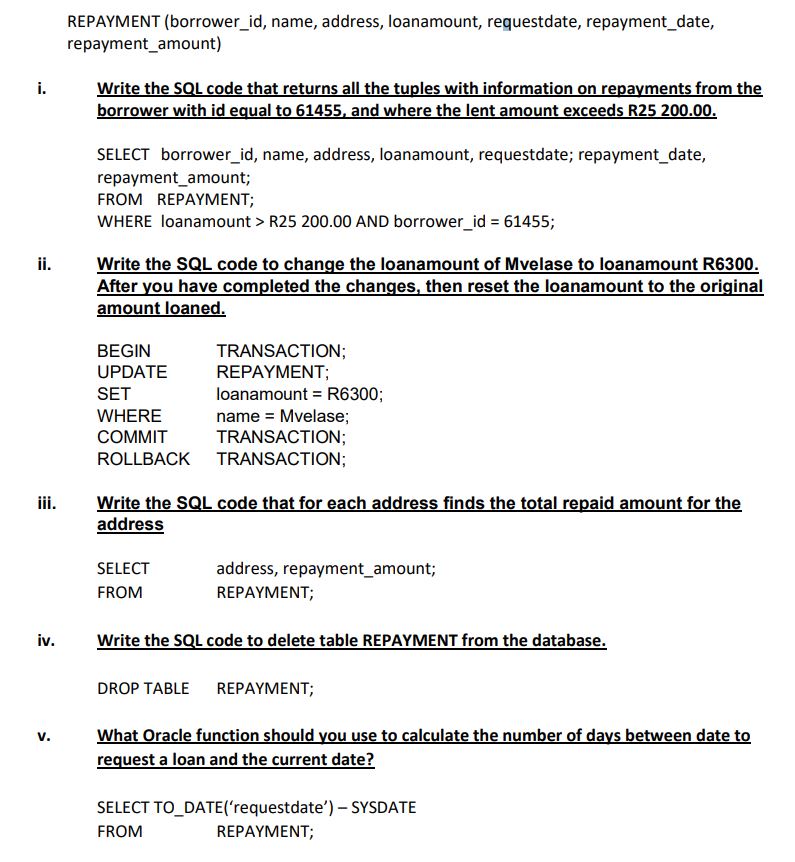 REPAYMENT (borrower_id, name, address, loanamount, requestdate, repayment_date,
repayment_amount)
i. Write the SQL code that returns all the tuples with information on repayments from the
borrower with id equal to 61455, and where the lent amount exceeds R25 200.00.
SELECT borrower_id, name, address, loanamount, requestdate; repayment_date,
repayment_amount;
FROM REPAYMENT;
WHERE loanamount > R25 200.00 AND borrower_id = 61455;
ii. Write the SQL code to change the loanamount of Mvelase to loanamount R6300.
After you have completed the changes, then reset the loanamount to the original
amount loaned.
BEGIN TRANSACTION;
UPDATE REPAYMENT;
SET loanamount = R6300;
WHERE name = Mvelase;
COMMIT TRANSACTION;
ROLLBACK TRANSACTION;
iii. Write the SQL code that for each address finds the total repaid amount for the
address
SELECT address, repayment_amount;
FROM REPAYMENT;
iv. Write the SQL code to delete table REPAYMENT from the database.
DROP TABLE REPAYMENT;
v. What Oracle function should you use to calculate the number of days between date to
request a loan and the current date?
SELECT TO_DATE(‘requestdate’) – SYSDATE
FROM REPAYMENT;